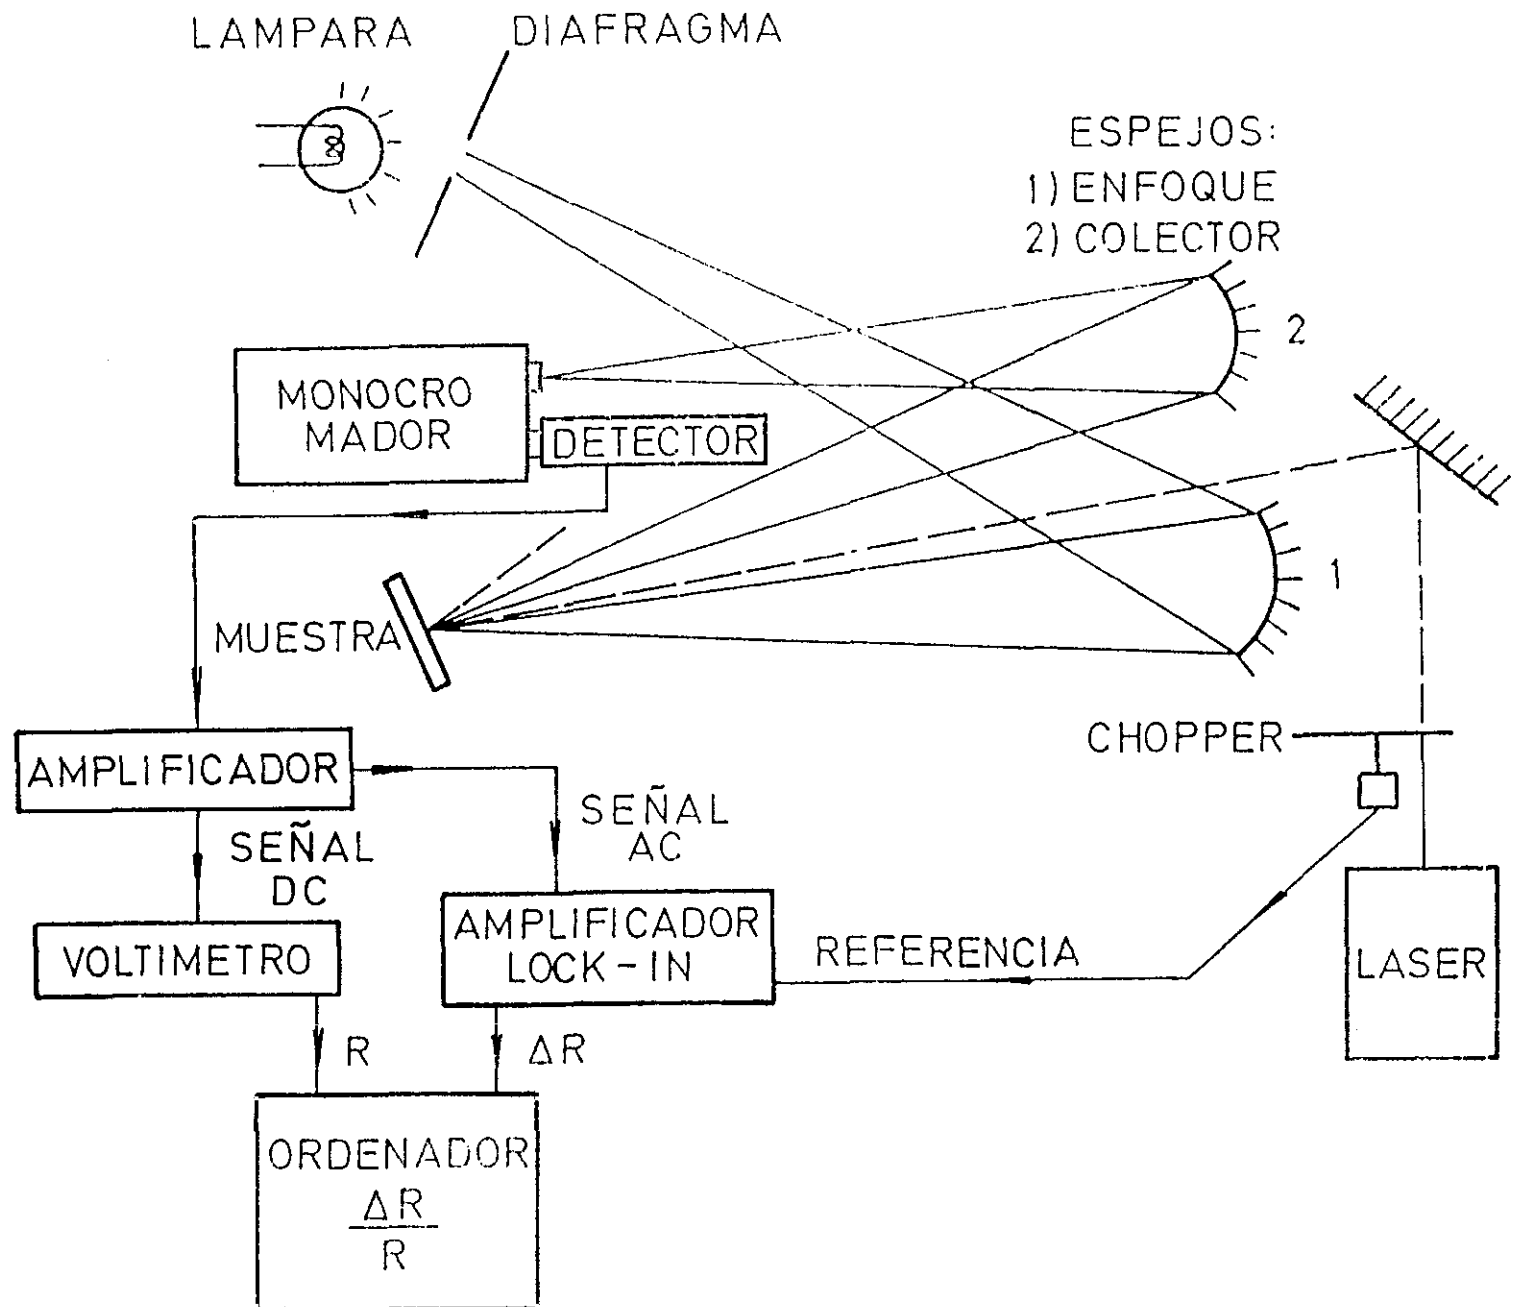 LAMPARA
DIAFRAGMA
ESPEJOS:
1) ENFOQUE
2) COLECTOR
2
MONOCRO
MADOR
DETECTOR
1
MUESTRA
CHOPPER
AMPLIFICADOR
SEÑAL
AC
SEÑAL
DC
AMPLIFICADOR
LOCK-IN
REFERENCIA
VOLTIMETRO
LASER
R
ΔR
ORDENADOR
ΔR
R